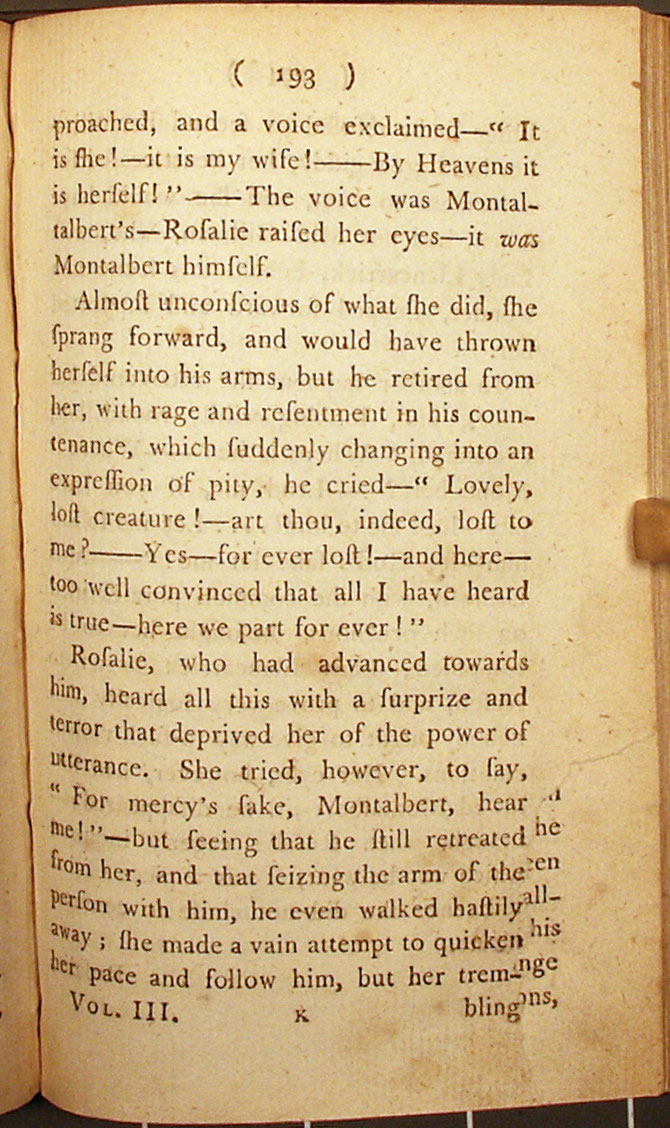 ( 193 )
proached, and a voice exclaimed—“ It
is ſhe!—it is my wife!——By Heavens it
is herſelf!”——The voice was Montal-
talbert's—Roſalie raiſed her eyes—it was
Montalbert himſelf.
Almoſt unconſcious of what ſhe did, ſhe
ſprang forward, and would have thrown
herſelf into his arms, but he retired from
her, with rage and reſentment in his coun-
tenance, which ſuddenly changing into an
expreſſion of pity, he cried—“ Lovely,
loſt creature!—art thou, indeed, loſt to
me?——Yes—for ever loſt!—and here—
too well convinced that all I have heard
is true—here we part for ever!”
Roſalie, who had advanced towards
him, heard all this with a ſurprize and
terror that deprived her of the power of
utterance. She tried, however, to ſay,
“ For mercy's ſake, Montalbert, hear
me!”—but ſeeing that he ſtill retreated he
from her, and that ſeizing the arm of the en
perſon with him, he even walked haſtily all-
away; ſhe made a vain attempt to quicken his
her pace and follow him, but her trem- nge
VOL. III. K bling ns,